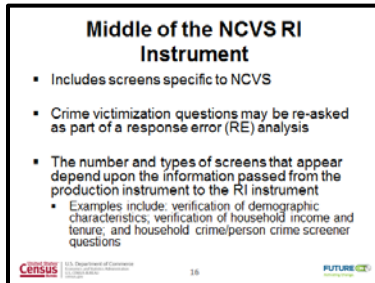 Middle of the NCVS RI
Instrument
▪ Includes screens specific to NCVS
▪ Crime victimization questions may be re-asked
as part of a response error (RE) analysis
▪ The number and types of screens that appear
depend upon the information passed from the
production instrument to the RI instrument
▪ Examples include: verification of demographic
characteristics; verification of household income and
tenure; and household crime/person crime screener
questions
United States
Census
U.S. Department of Commerce
16
FUTURE